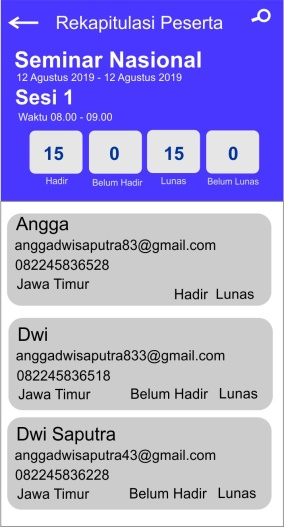 Rekapitulasi Peserta
Seminar Nasional
12 Agustus 2019 - 12 Agustus 2019
Sesi 1
Waktu 08.00 - 09.00
15 0 15 0
Hadir Belum Hadir Lunas Belum Lunas
Angga
anggadwisaputra83@gmail.com
082245836528
Jawa Timur
Hadir Lunas
Dwi
anggadwisaputra833@gmail.com
082245836518
Jawa Timur Belum Hadir Lunas
Dwi Saputra
anggadwisaputra43@gmail.com
082245836228
Jawa Timur Belum Hadir Lunas